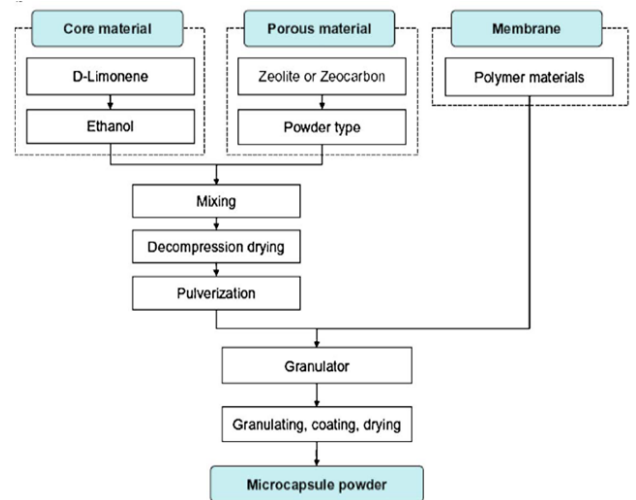 Core material
Porous material
Membrane
D-Limonene
Zeolite or Zeocarbon
Polymer materials
Ethanol
Powder type
Mixing
Decompression drying
Pulverization
Granulator
Granulating, coating, drying
Microcapsule powder